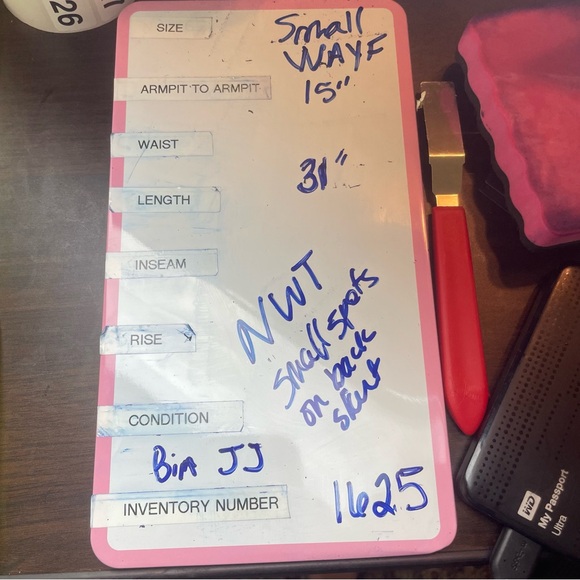 26
SIZE
Small
WAYF
ARMPIT TO ARMPIT
15"
WAIST
31"
LENGTH
INSEAM
NWT
RISE
Small Spots
on back
skirt
CONDITION
Bin JJ
INVENTORY NUMBER
1625
WD
My Passport
Ultra